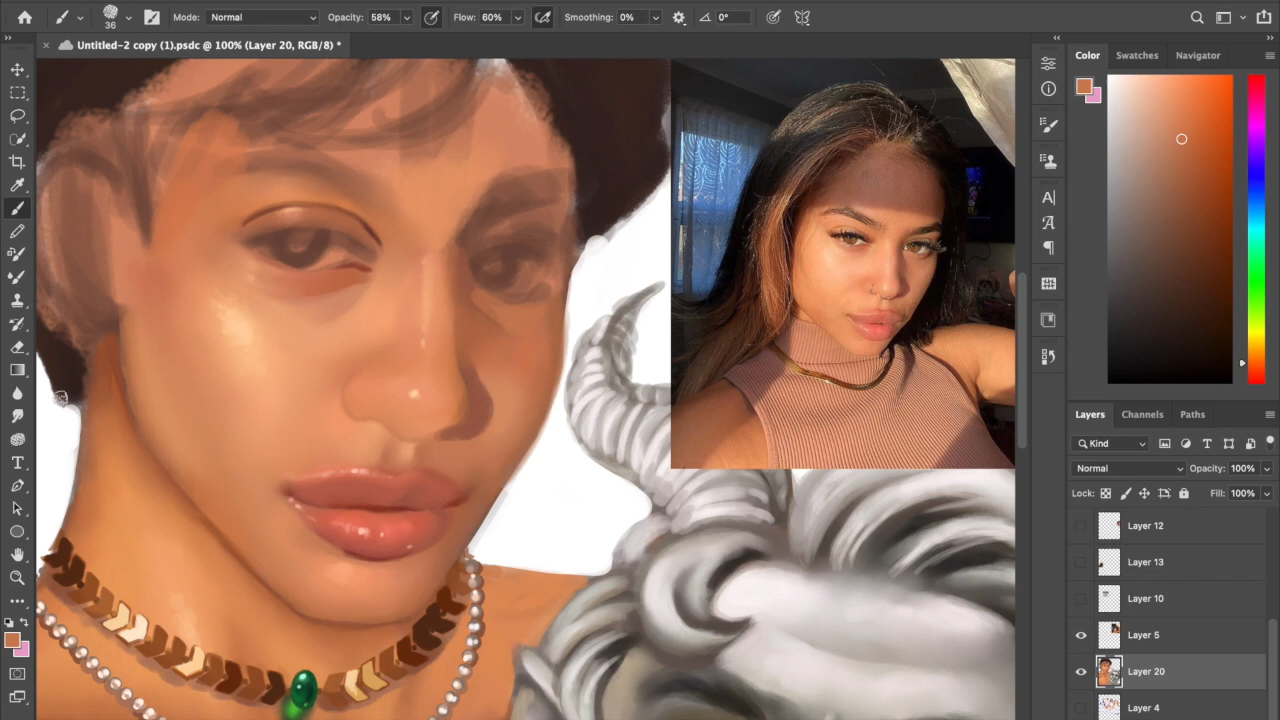 36
Mode: Normal
Opacity: 58%
Flow: 60%
Smoothing: 0%
0°
Untitled-2 copy (1).psdc @ 100% (Layer 20, RGB/8) *
Color
Swatches
Navigator
Layers
Channels
Paths
Kind
Normal
Opacity: 100%
Lock:
Fill: 100%
Layer 12
Layer 13
Layer 10
Layer 5
Layer 20
Layer 4